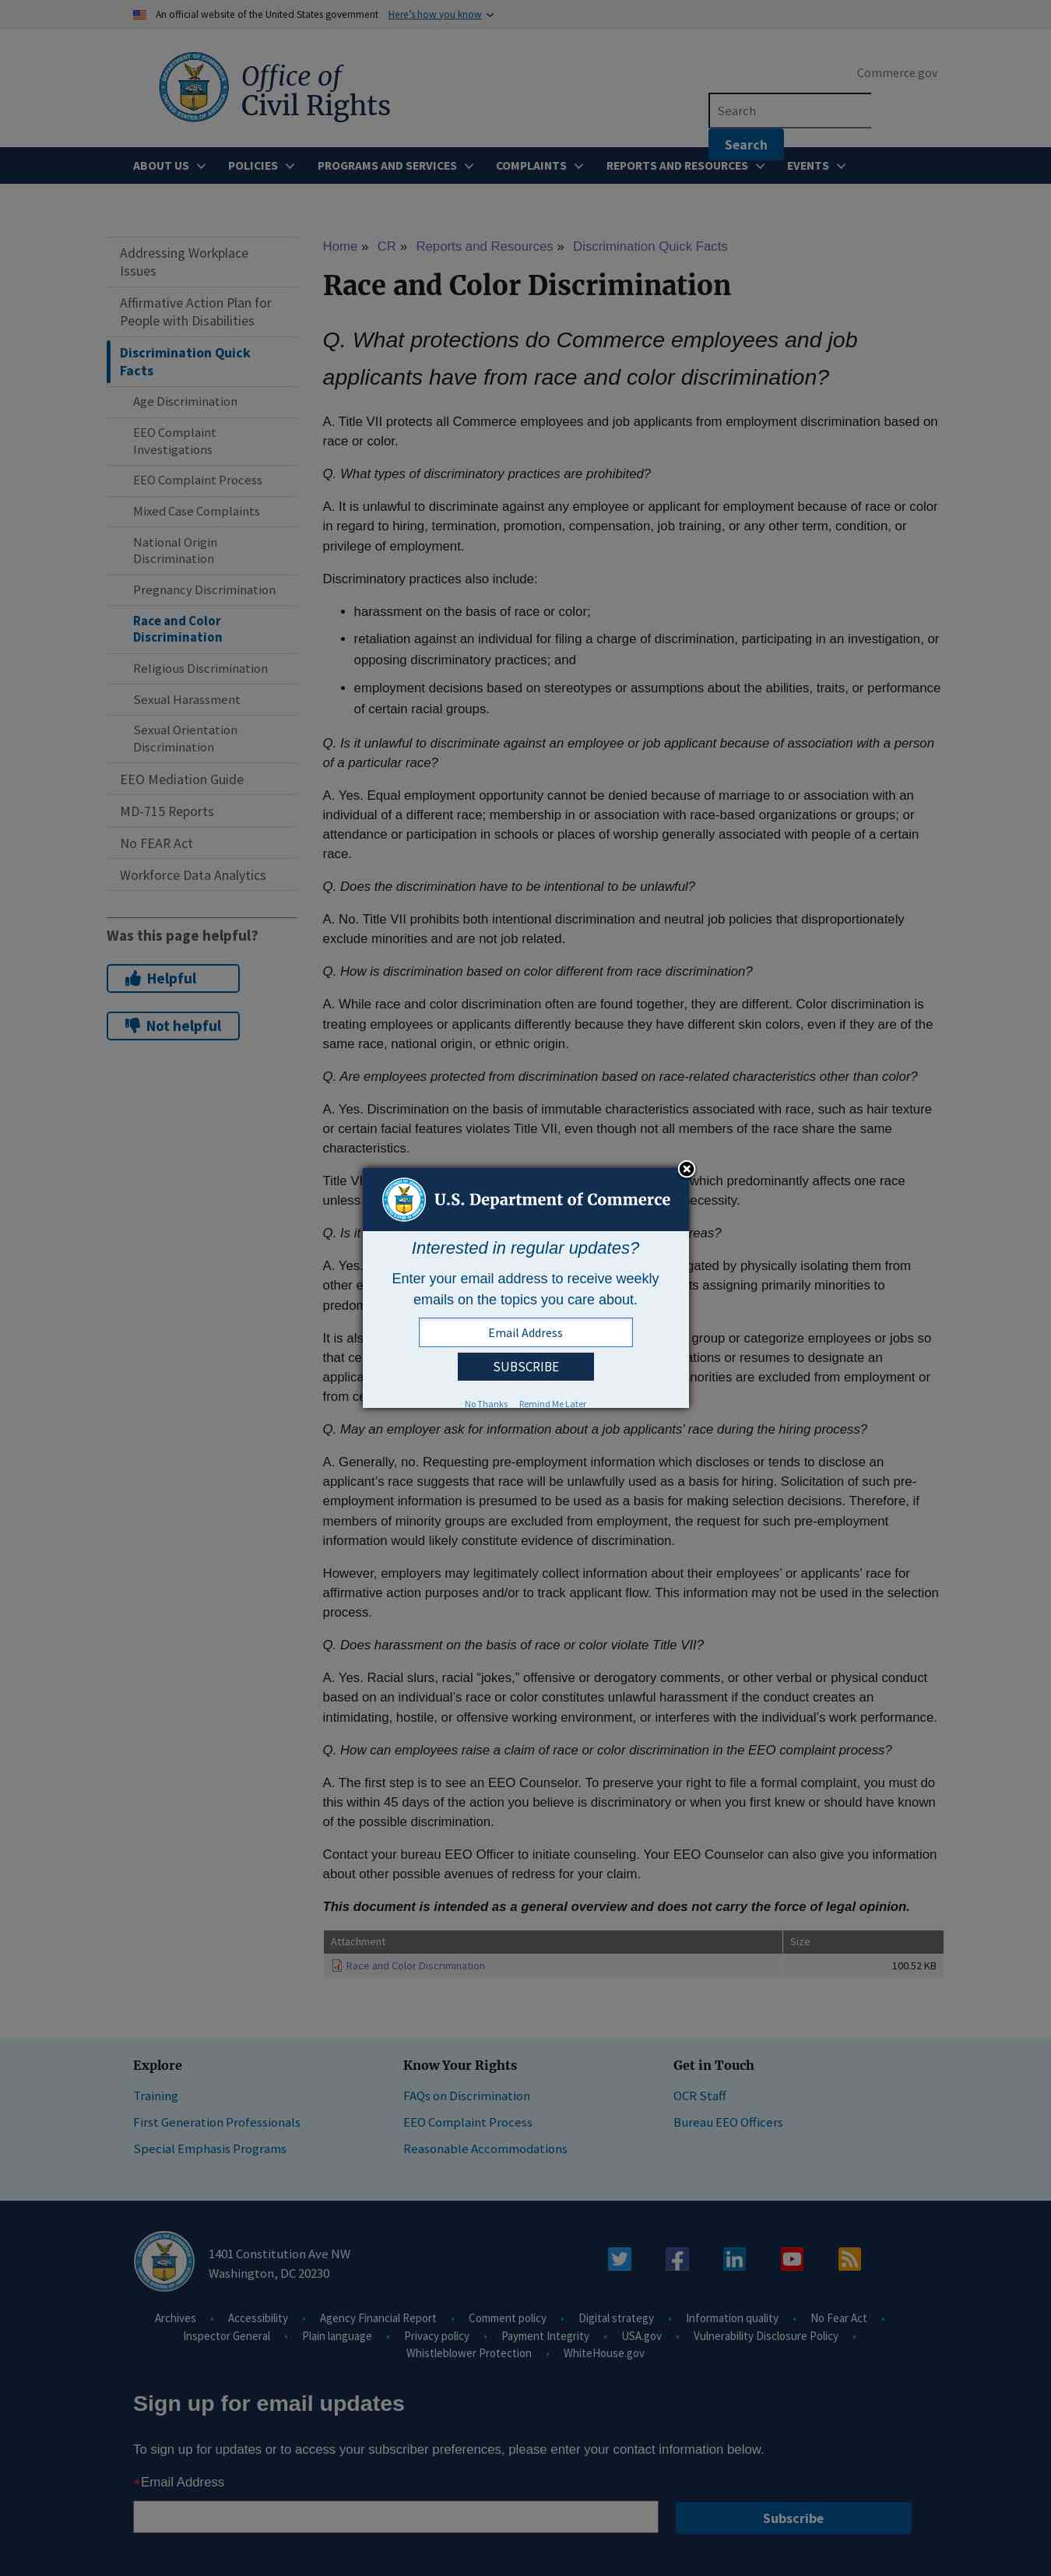 An official website of the United States government Here's how you know
Office of
Civil Rights
Commerce.gov
Search
Search
ABOUT US POLICIES PROGRAMS AND SERVICES COMPLAINTS REPORTS AND RESOURCES EVENTS
Addressing Workplace
Issues
Affirmative Action Plan for
People with Disabilities
Discrimination Quick
Facts
Age Discrimination
EEO Complaint
Investigations
EEO Complaint Process
Mixed Case Complaints
National Origin
Discrimination
Pregnancy Discrimination
Race and Color
Discrimination
Religious Discrimination
Sexual Harassment
Sexual Orientation
Discrimination
EEO Mediation Guide
MD-715 Reports
No FEAR Act
Workforce Data Analytics
Was this page helpful?
Helpful
Not helpful
Home » CR » Reports and Resources » Discrimination Quick Facts
Race and Color Discrimination
Q. What protections do Commerce employees and job
applicants have from race and color discrimination?
A. Title VII protects all Commerce employees and job applicants from employment discrimination based on
race or color.
Q. What types of discriminatory practices are prohibited?
A. It is unlawful to discriminate against any employee or applicant for employment because of race or color
in regard to hiring, termination, promotion, compensation, job training, or any other term, condition, or
privilege of employment.
Discriminatory practices also include:
• harassment on the basis of race or color;
• retaliation against an individual for filing a charge of discrimination, participating in an investigation, or
opposing discriminatory practices; and
• employment decisions based on stereotypes or assumptions about the abilities, traits, or performance
of certain racial groups.
Q. Is it unlawful to discriminate against an employee or job applicant because of association with a person
of a particular race?
A. Yes. Equal employment opportunity cannot be denied because of marriage to or association with an
individual of a different race; membership in or association with race-based organizations or groups; or
attendance or participation in schools or places of worship generally associated with people of a certain
race.
Q. Does the discrimination have to be intentional to be unlawful?
A. No. Title VII prohibits both intentional discrimination and neutral job policies that disproportionately
exclude minorities and are not job related.
Q. How is discrimination based on color different from race discrimination?
A. While race and color discrimination often are found together, they are different. Color discrimination is
treating employees or applicants differently because they have different skin colors, even if they are of the
same race, national origin, or ethnic origin.
Q. Are employees protected from discrimination based on race-related characteristics other than color?
A. Yes. Discrimination on the basis of immutable characteristics associated with race, such as hair texture
or certain facial features violates Title VII, even though not all members of the race share the same
characteristics.
Title VI which predominantly affects one race
unless ecessity.
Q. Is it reas?
A. Yes. gated by physically isolating them from
other e ts assigning primarily minorities to
predom
It is als group or categorize employees or jobs so
that ce ations or resumes to designate an
applica norities are excluded from employment or
from ce
U.S. Department of Commerce
Interested in regular updates?
Enter your email address to receive weekly
emails on the topics you care about.
Email Address
SUBSCRIBE
No Thanks Remind Me Later
Q. May an employer ask for information about a job applicants' race during the hiring process?
A. Generally, no. Requesting pre-employment information which discloses or tends to disclose an
applicant's race suggests that race will be unlawfully used as a basis for hiring. Solicitation of such pre-
employment information is presumed to be used as a basis for making selection decisions. Therefore, if
members of minority groups are excluded from employment, the request for such pre-employment
information would likely constitute evidence of discrimination.
However, employers may legitimately collect information about their employees' or applicants' race for
affirmative action purposes and/or to track applicant flow. This information may not be used in the selection
process.
Q. Does harassment on the basis of race or color violate Title VII?
A. Yes. Racial slurs, racial “jokes,” offensive or derogatory comments, or other verbal or physical conduct
based on an individual's race or color constitutes unlawful harassment if the conduct creates an
intimidating, hostile, or offensive working environment, or interferes with the individual's work performance.
Q. How can employees raise a claim of race or color discrimination in the EEO complaint process?
A. The first step is to see an EEO Counselor. To preserve your right to file a formal complaint, you must do
this within 45 days of the action you believe is discriminatory or when you first knew or should have known
of the possible discrimination.
Contact your bureau EEO Officer to initiate counseling. Your EEO Counselor can also give you information
about other possible avenues of redress for your claim.
This document is intended as a general overview and does not carry the force of legal opinion.
Attachment Size
Race and Color Discrimination 100.52 KB
Explore
Training
First Generation Professionals
Special Emphasis Programs
Know Your Rights
FAQs on Discrimination
EEO Complaint Process
Reasonable Accommodations
Get in Touch
OCR Staff
Bureau EEO Officers
1401 Constitution Ave NW
Washington, DC 20230
Archives • Accessibility • Agency Financial Report • Comment policy • Digital strategy • Information quality • No Fear Act •
Inspector General • Plain language • Privacy policy • Payment Integrity • USA.gov • Vulnerability Disclosure Policy •
Whistleblower Protection • WhiteHouse.gov
Sign up for email updates
To sign up for updates or to access your subscriber preferences, please enter your contact information below.
*Email Address
Subscribe